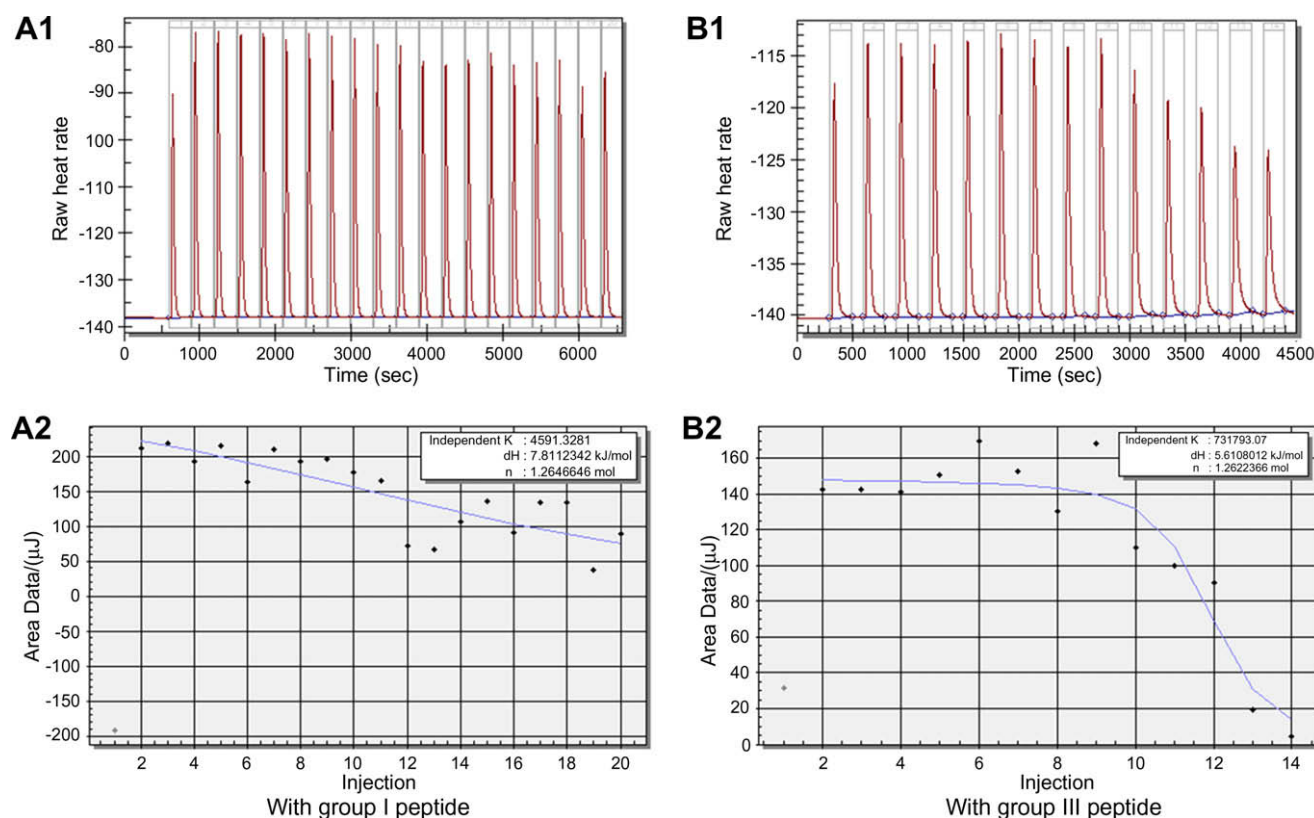 A1
Raw heat rate
-80
-90
100
-110
-120
-130
-140
0 1000 2000 3000 4000 5000 6000
Time (sec)
B1
Raw heat rate
-115
-120
-125
-130
-135
-140
0 500 1000 1500 2000 2500 3000 3500 4000 4500
Time (sec)
A2
Area Data/(µJ)
200
150
100
50
0
-50
-100
-150
-200
Independent K : 4591.3281
dH : 7.8112342 kJ/mol
n : 1.2646646 mol
2 4 6 8 10 12 14 16 18 20
Injection
With group I peptide
B2
Area Data/(µJ)
160
140
120
100
80
60
40
20
0
Independent K : 731793.07
dH : 5.6108012 kJ/mol
n : 1.2622366 mol
2 4 6 8 10 12 14
Injection
With group III peptide